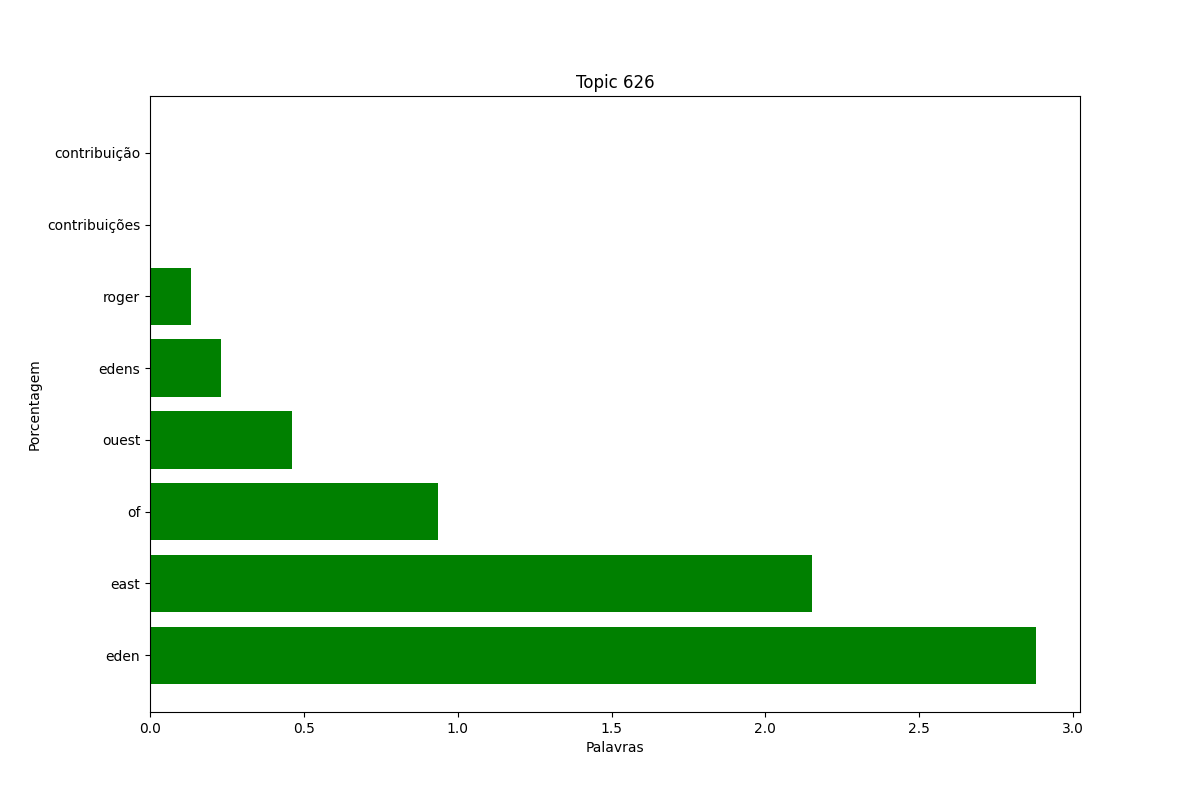 Topic 626
contribuição
contribuições
roger
edens
ouest
of
east
eden
Porcentagem
0.0 0.5 1.0 1.5 2.0 2.5 3.0
Palavras